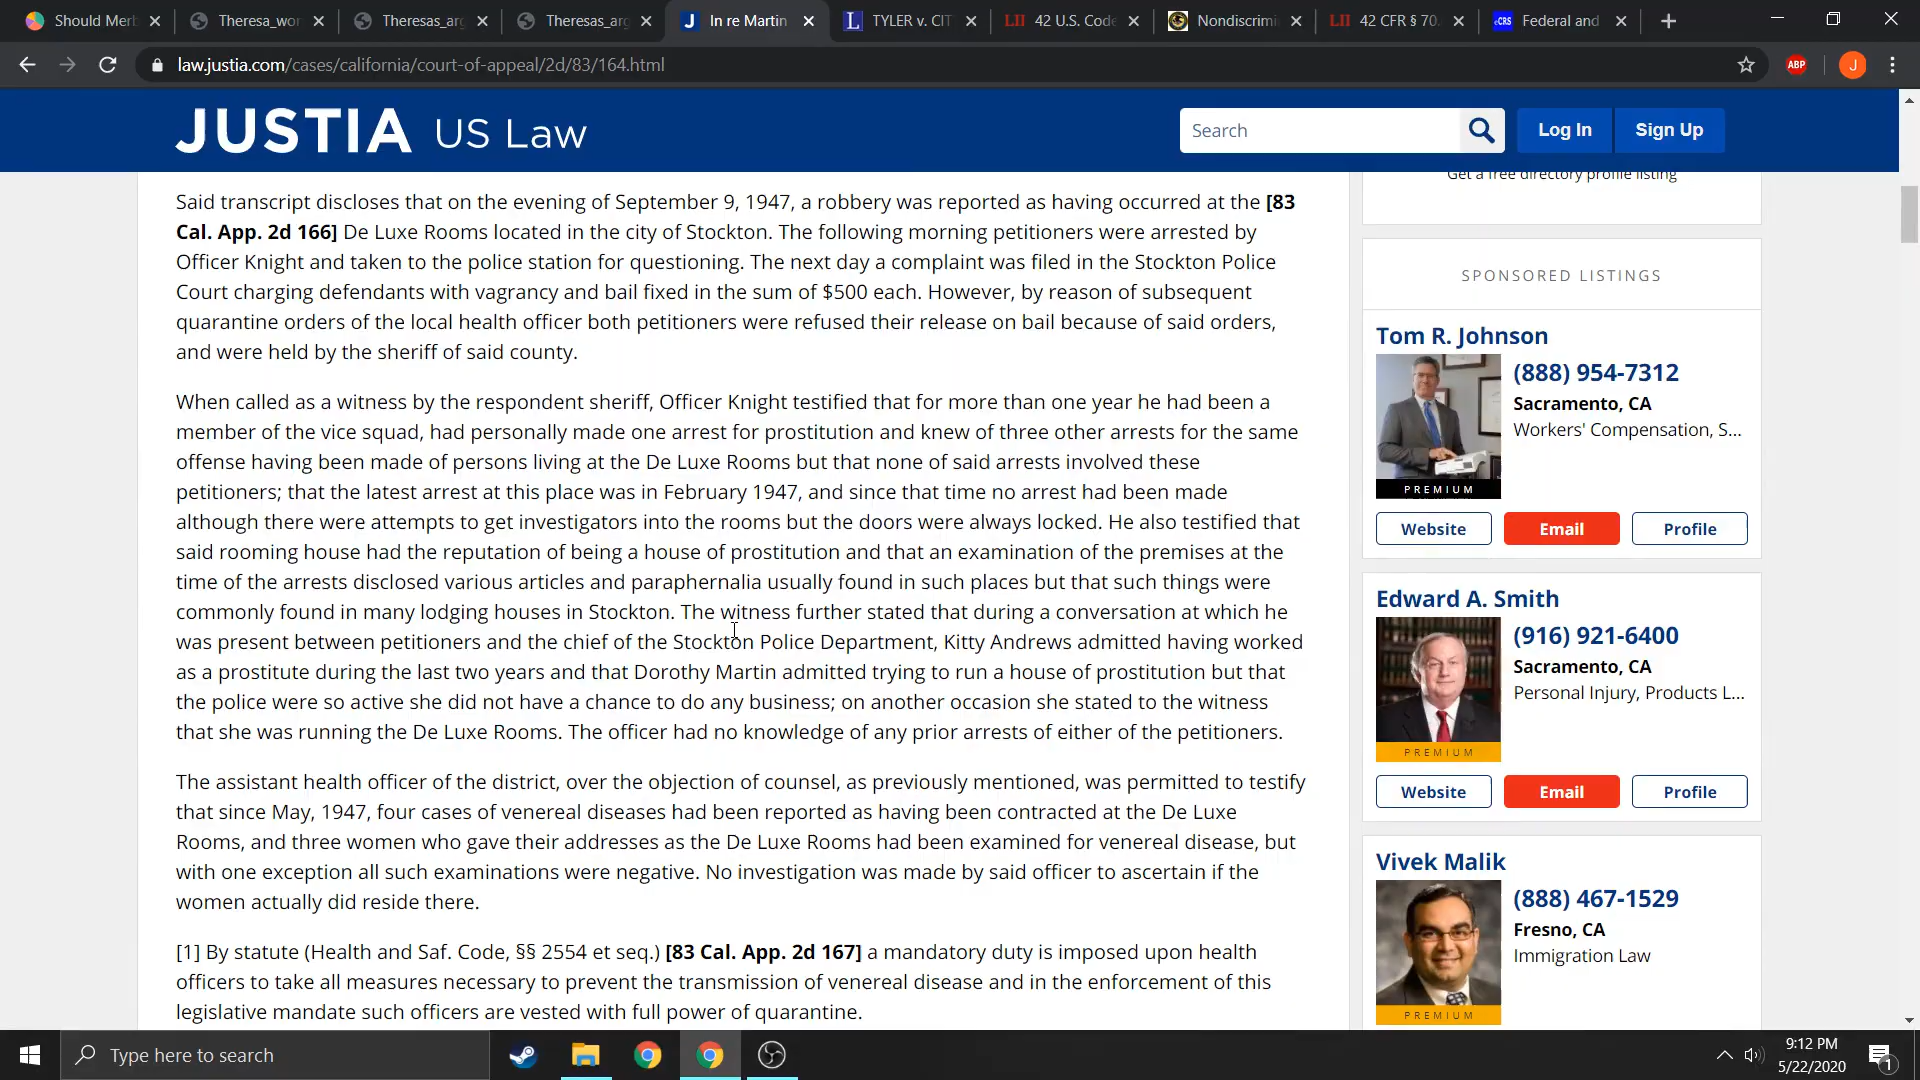 Should Merl
Theresa_wor
Theresas_arg
Theresas_arg
In re Martin
TYLER v. CIT
LII 42 U.S. Code
Nondiscrimi
LII 42 CFR § 70.
Federal and
law.justia.com/cases/california/court-of-appeal/2d/83/164.html
ABP
J
JUSTIA US Law
Search
Log In
Sign Up
Said transcript discloses that on the evening of September 9, 1947, a robbery was reported as having occurred at the [83
Cal. App. 2d 166] De Luxe Rooms located in the city of Stockton. The following morning petitioners were arrested by
Officer Knight and taken to the police station for questioning. The next day a complaint was filed in the Stockton Police
Court charging defendants with vagrancy and bail fixed in the sum of $500 each. However, by reason of subsequent
quarantine orders of the local health officer both petitioners were refused their release on bail because of said orders,
and were held by the sheriff of said county.
When called as a witness by the respondent sheriff, Officer Knight testified that for more than one year he had been a
member of the vice squad, had personally made one arrest for prostitution and knew of three other arrests for the same
offense having been made of persons living at the De Luxe Rooms but that none of said arrests involved these
petitioners; that the latest arrest at this place was in February 1947, and since that time no arrest had been made
although there were attempts to get investigators into the rooms but the doors were always locked. He also testified that
said rooming house had the reputation of being a house of prostitution and that an examination of the premises at the
time of the arrests disclosed various articles and paraphernalia usually found in such places but that such things were
commonly found in many lodging houses in Stockton. The witness further stated that during a conversation at which he
was present between petitioners and the chief of the Stockton Police Department, Kitty Andrews admitted having worked
as a prostitute during the last two years and that Dorothy Martin admitted trying to run a house of prostitution but that
the police were so active she did not have a chance to do any business; on another occasion she stated to the witness
that she was running the De Luxe Rooms. The officer had no knowledge of any prior arrests of either of the petitioners.
The assistant health officer of the district, over the objection of counsel, as previously mentioned, was permitted to testify
that since May, 1947, four cases of venereal diseases had been reported as having been contracted at the De Luxe
Rooms, and three women who gave their addresses as the De Luxe Rooms had been examined for venereal disease, but
with one exception all such examinations were negative. No investigation was made by said officer to ascertain if the
women actually did reside there.
[1] By statute (Health and Saf. Code, §§ 2554 et seq.) [83 Cal. App. 2d 167] a mandatory duty is imposed upon health
officers to take all measures necessary to prevent the transmission of venereal disease and in the enforcement of this
legislative mandate such officers are vested with full power of quarantine.
Get a free directory profile listing
SPONSORED LISTINGS
Tom R. Johnson
(888) 954-7312
Sacramento, CA
Workers' Compensation, S...
PREMIUM
Website
Email
Profile
Edward A. Smith
(916) 921-6400
Sacramento, CA
Personal Injury, Products L...
PREMIUM
Website
Email
Profile
Vivek Malik
(888) 467-1529
Fresno, CA
Immigration Law
PREMIUM
Type here to search
9:12 PM
5/22/2020
1